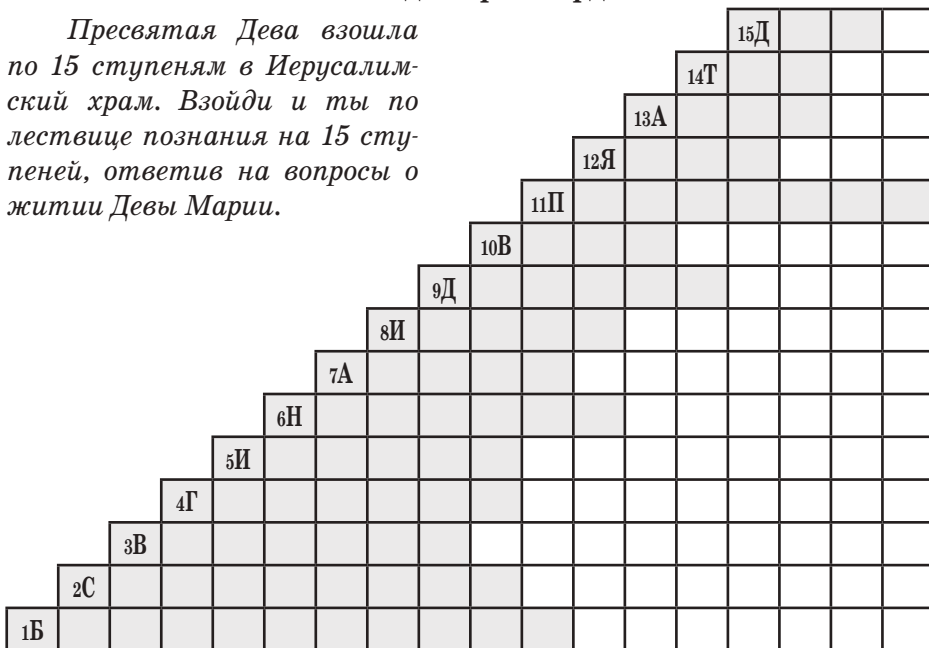 Пресвятая Дева взошла
по 15 ступеням в Иерусалим-
ский храм. Взойди и ты по
лествице познания на 15 сту-
пеней, ответив на вопросы о
житии Девы Марии.
15Д
14Т
13А
12Я
11П
10В
9Д
8И
7А
6Н
5И
4Г
3В
2С
1Б